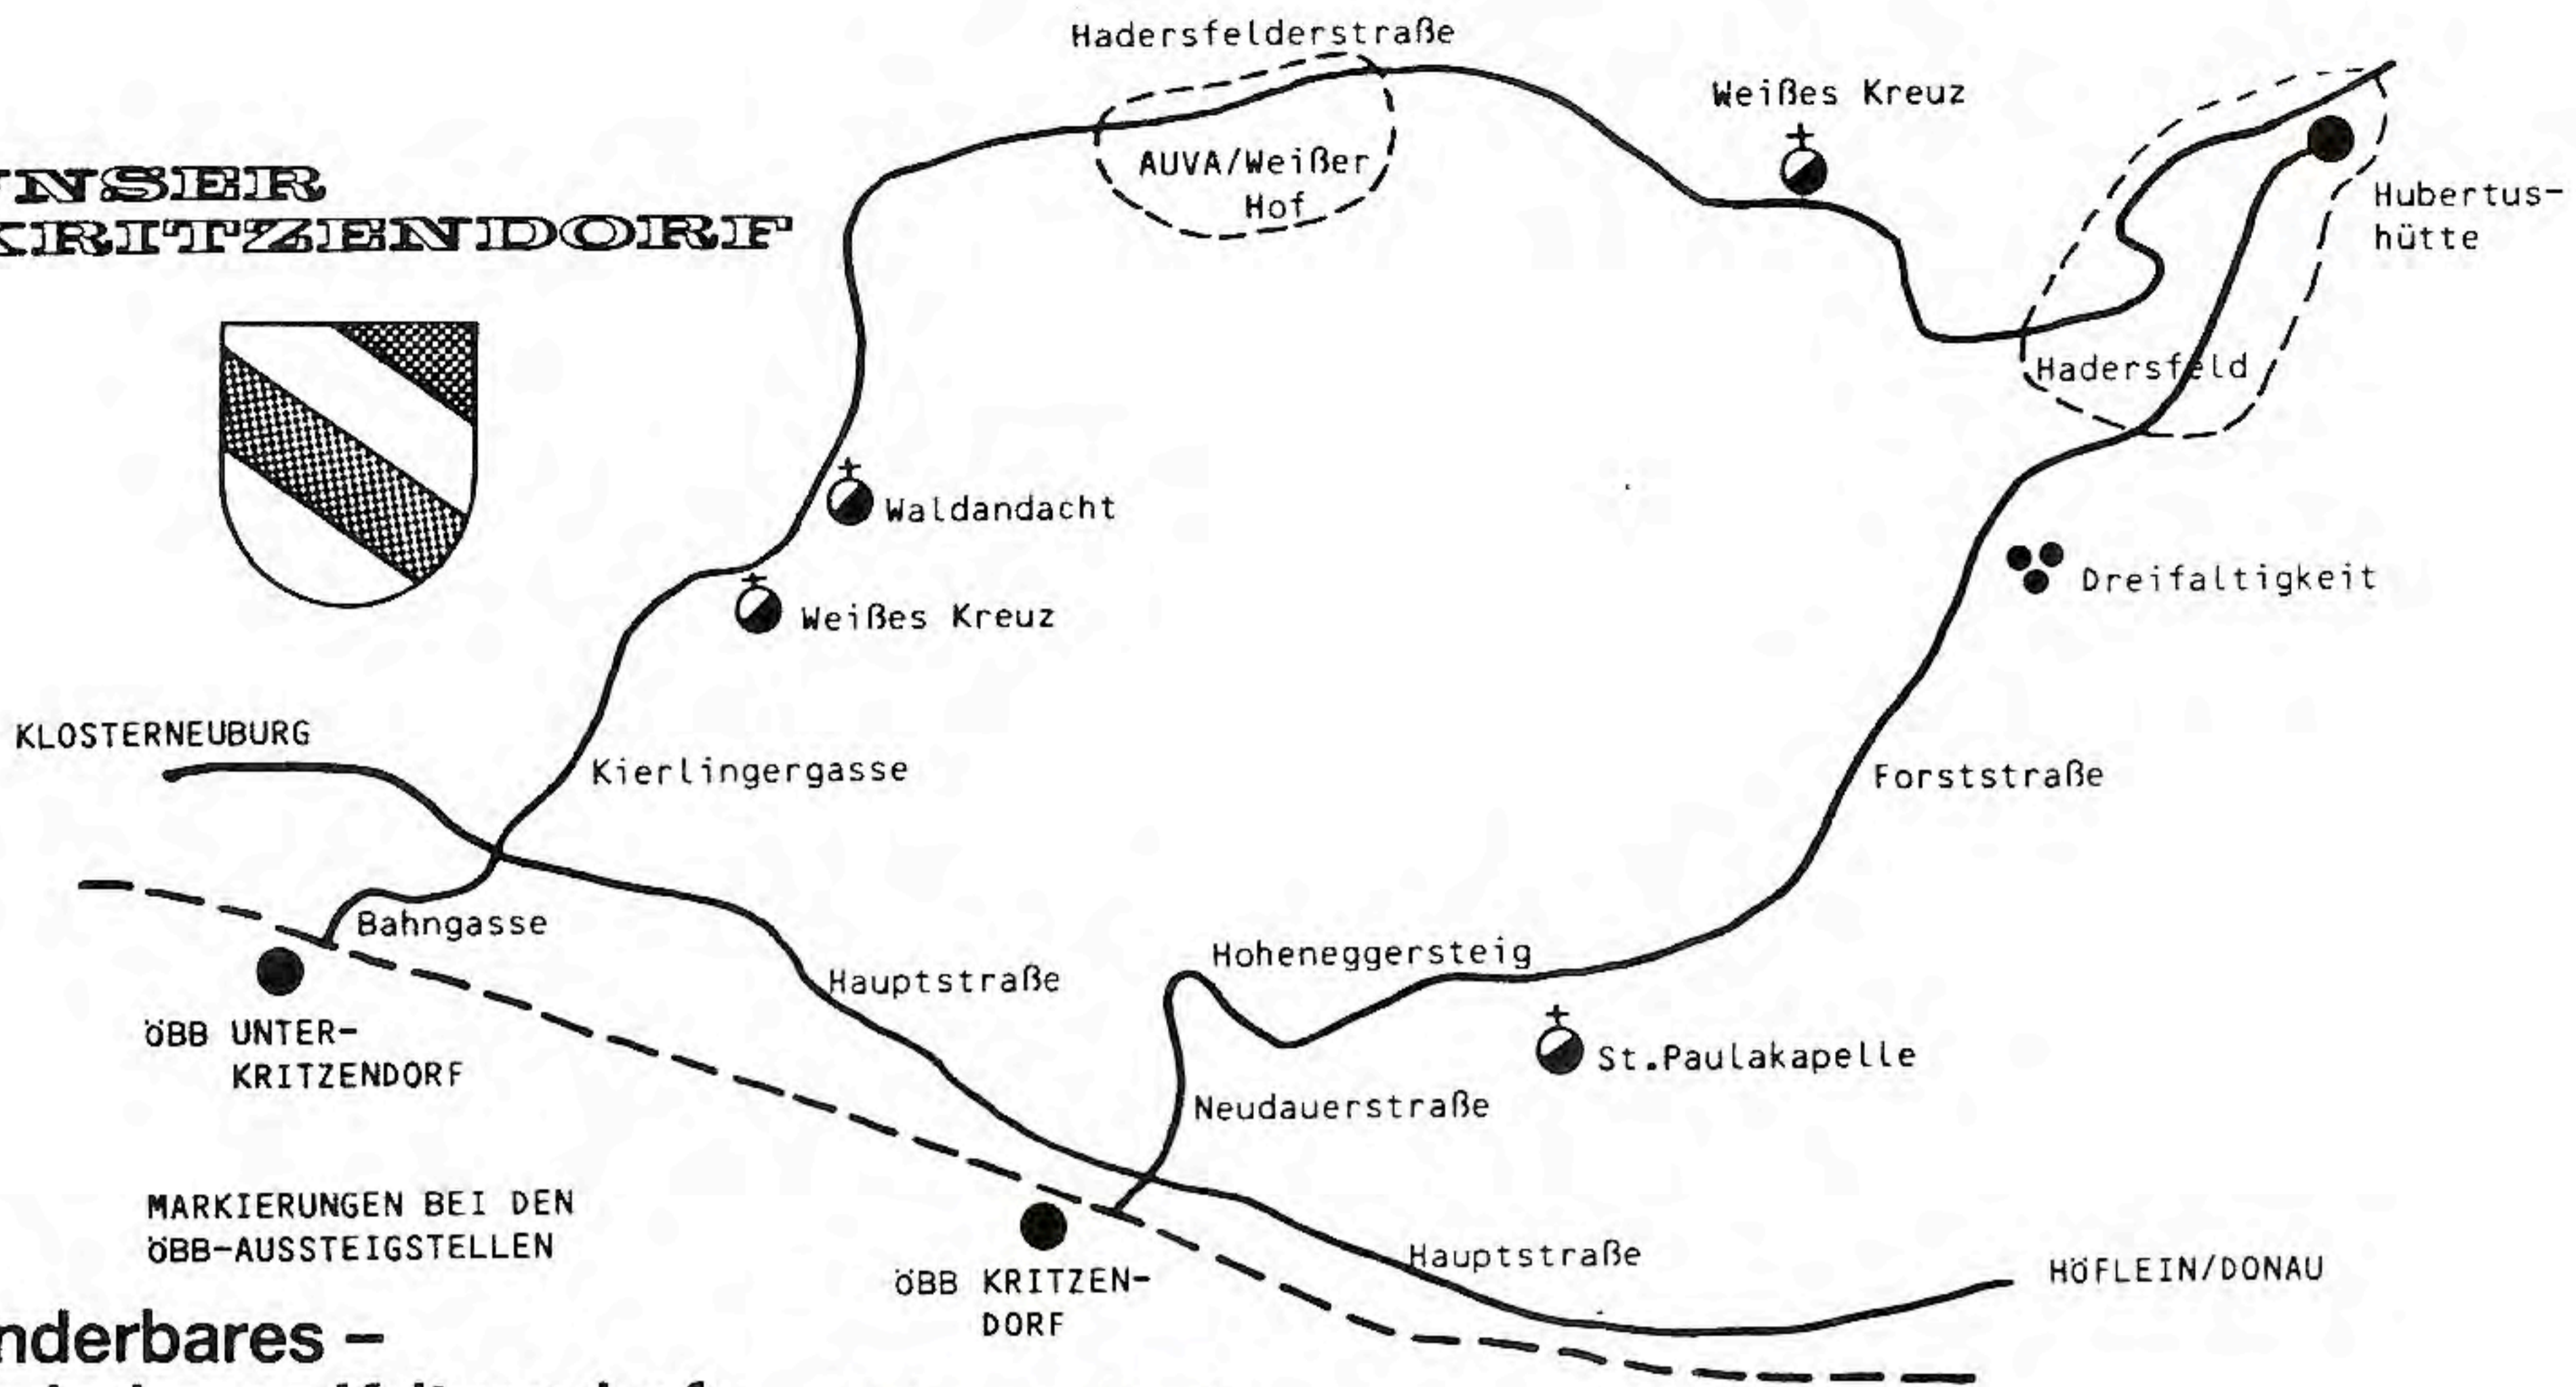 Hadersfelderstraße
Weißes Kreuz
UNSER
KRITZENDORF
AUVA/Weißer
Hof
Hubertus-
hütte
Hadersfeld
Waldandacht
Dreifaltigkeit
Weißes Kreuz
KLOSTERNEUBURG
Kierlingergasse
Forststraße
Bahngasse
Hoheneggersteig
Hauptstraße
ÖBB UNTER-
KRITZENDORF
St.Paulakapelle
Neudauerstraße
MARKIERUNGEN BEI DEN
ÖBB-AUSSTEIGSTELLEN
Hauptstraße
HÖFLEIN/DONAU
ÖBB KRITZEN-
DORF
nderbares –